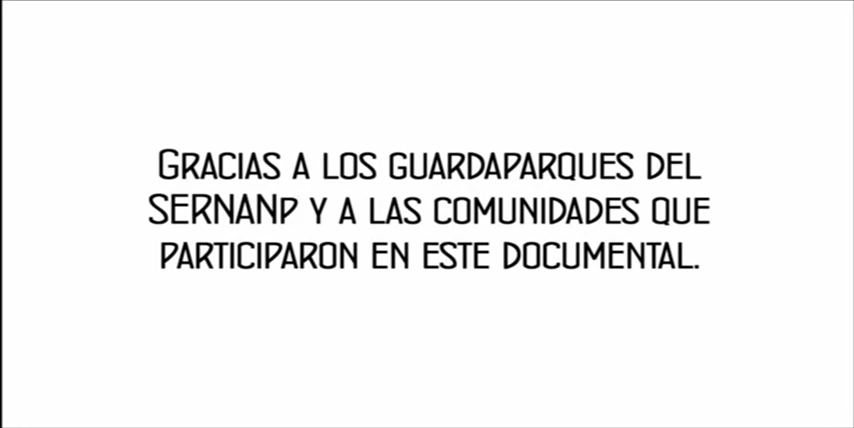 Gracias a los guardaparques del
SERNANp y a las comunidades que
participaron en este documental.